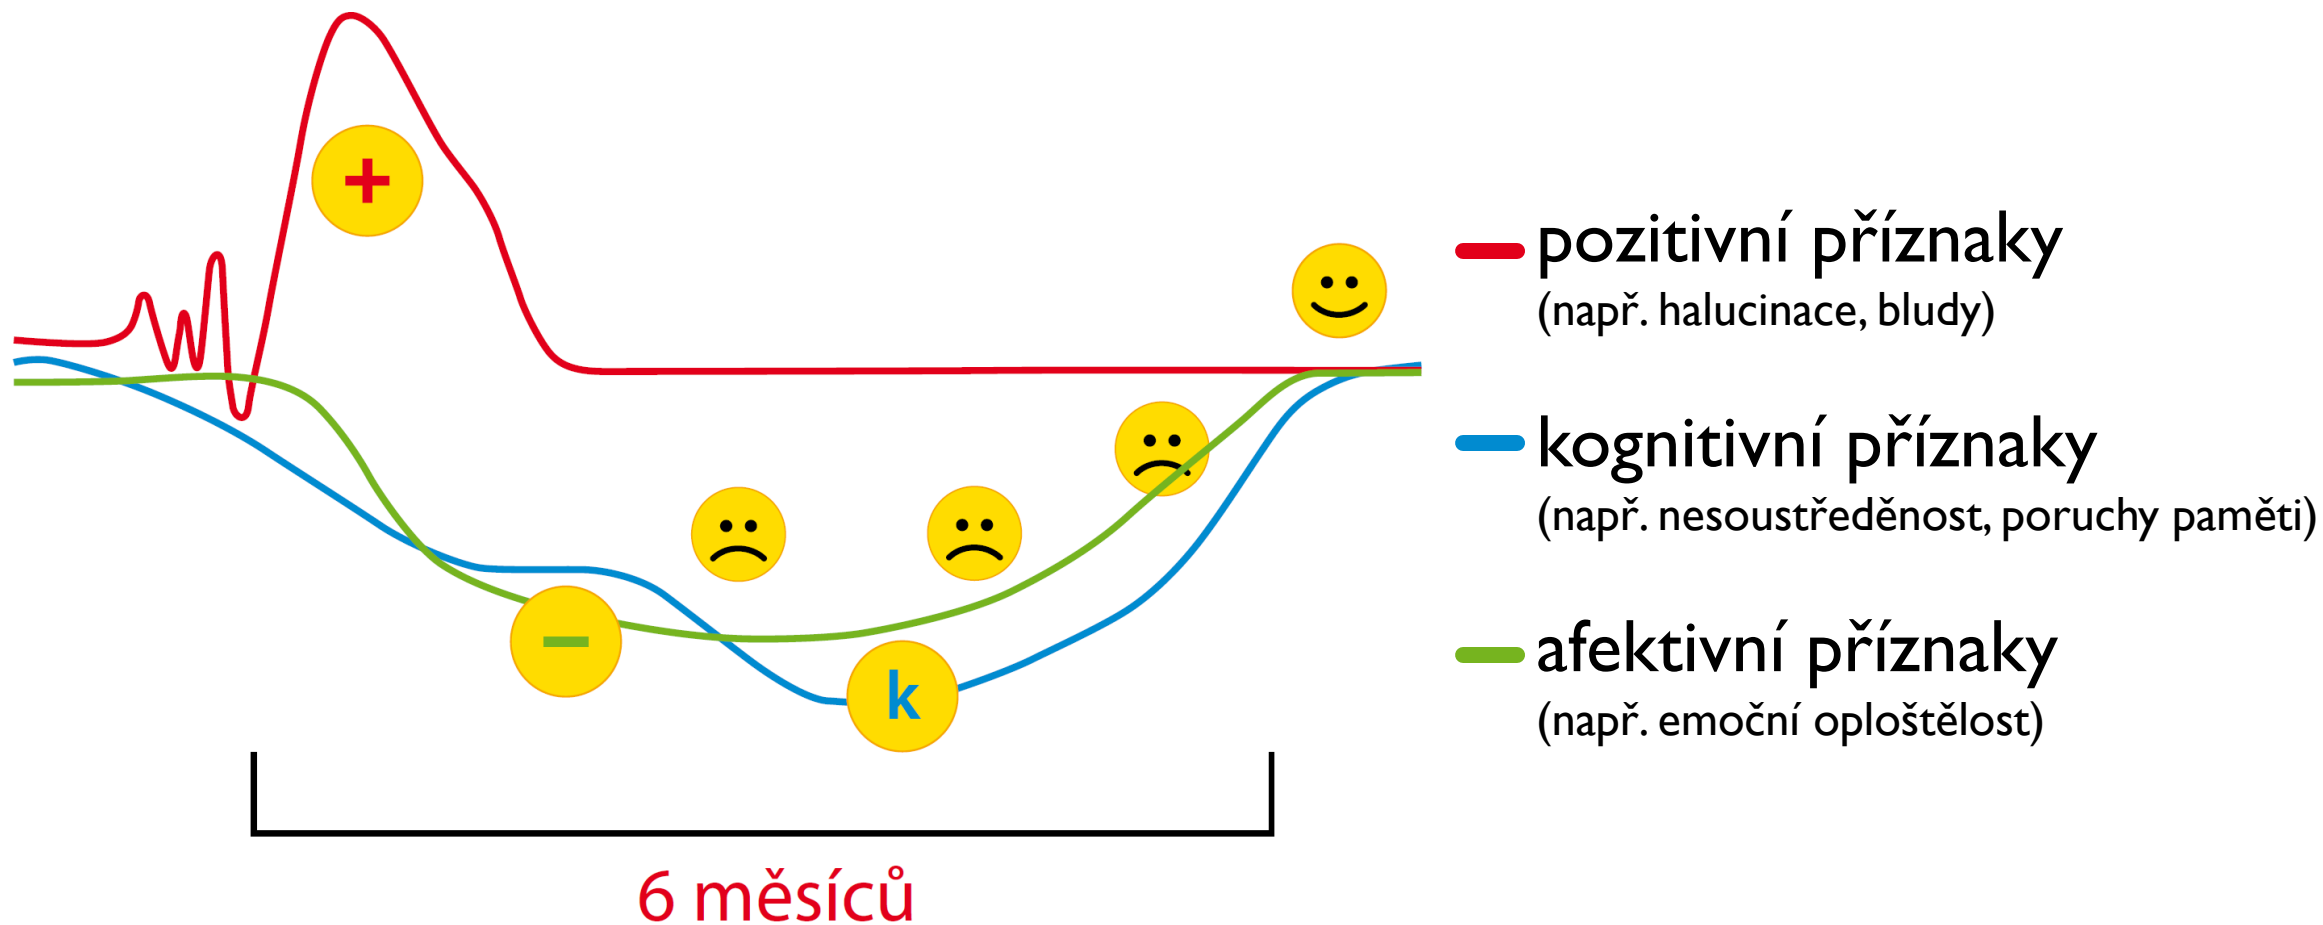 +
pozitivní příznaky
(např. halucinace, bludy)
kognitivní příznaky
(např. nesoustředěnost, poruchy paměti)
–
k
afektivní příznaky
(např. emoční oploštělost)
6 měsíců